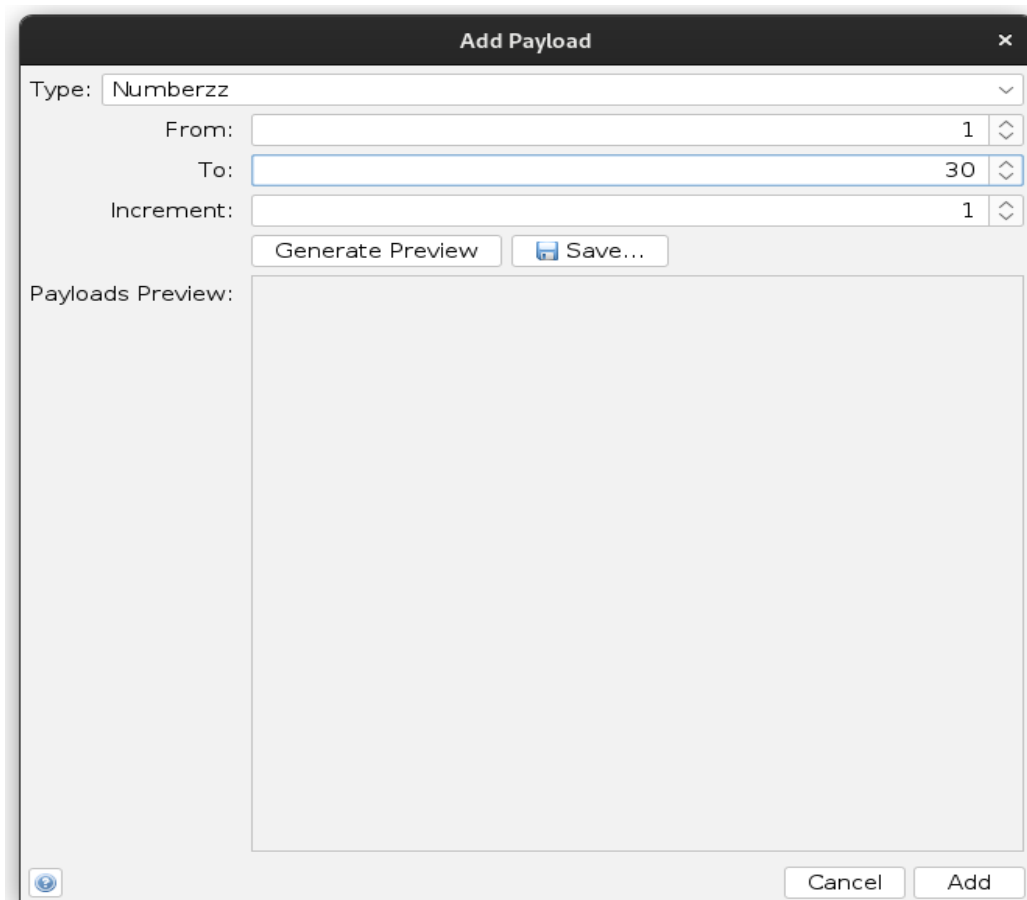 Add Payload ×
Type: Numberzz
From: 1
To: 30
Increment: 1
Generate Preview Save...
Payloads Preview:
Cancel Add